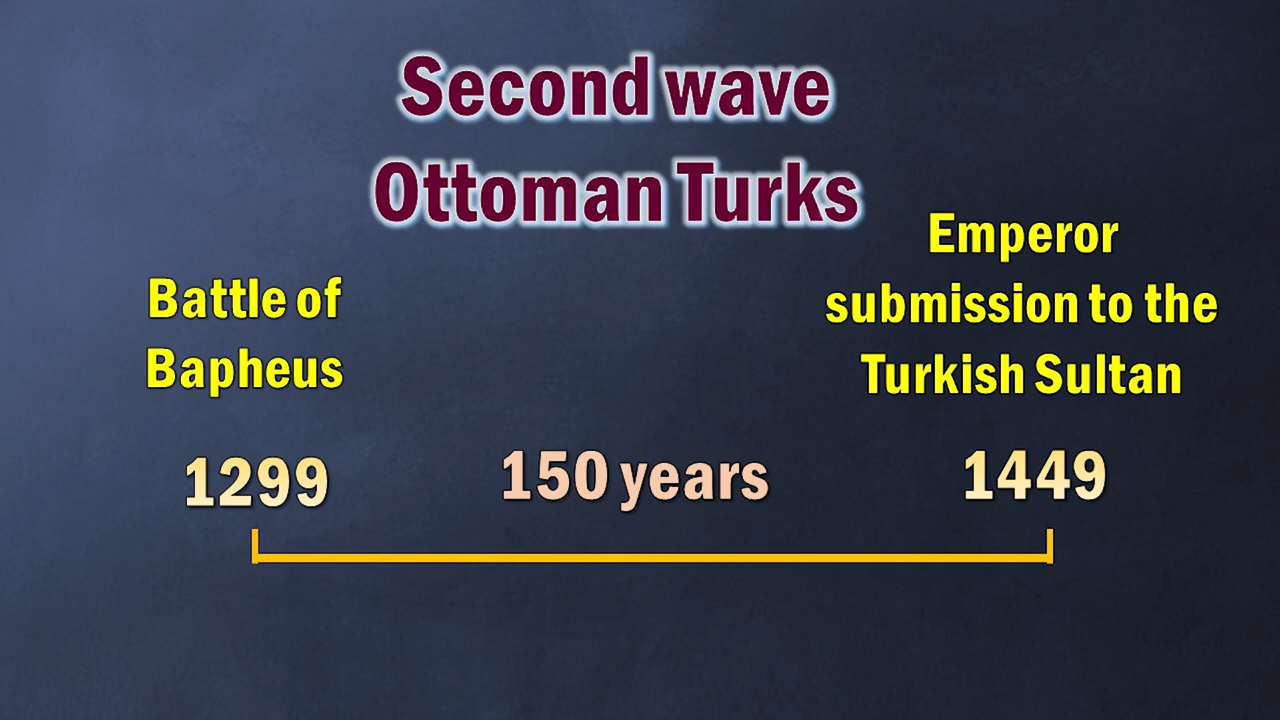 Second wave
Ottoman Turks
Battle of
Bapheus
Emperor
submission to the
Turkish Sultan
1299
150 years
1449